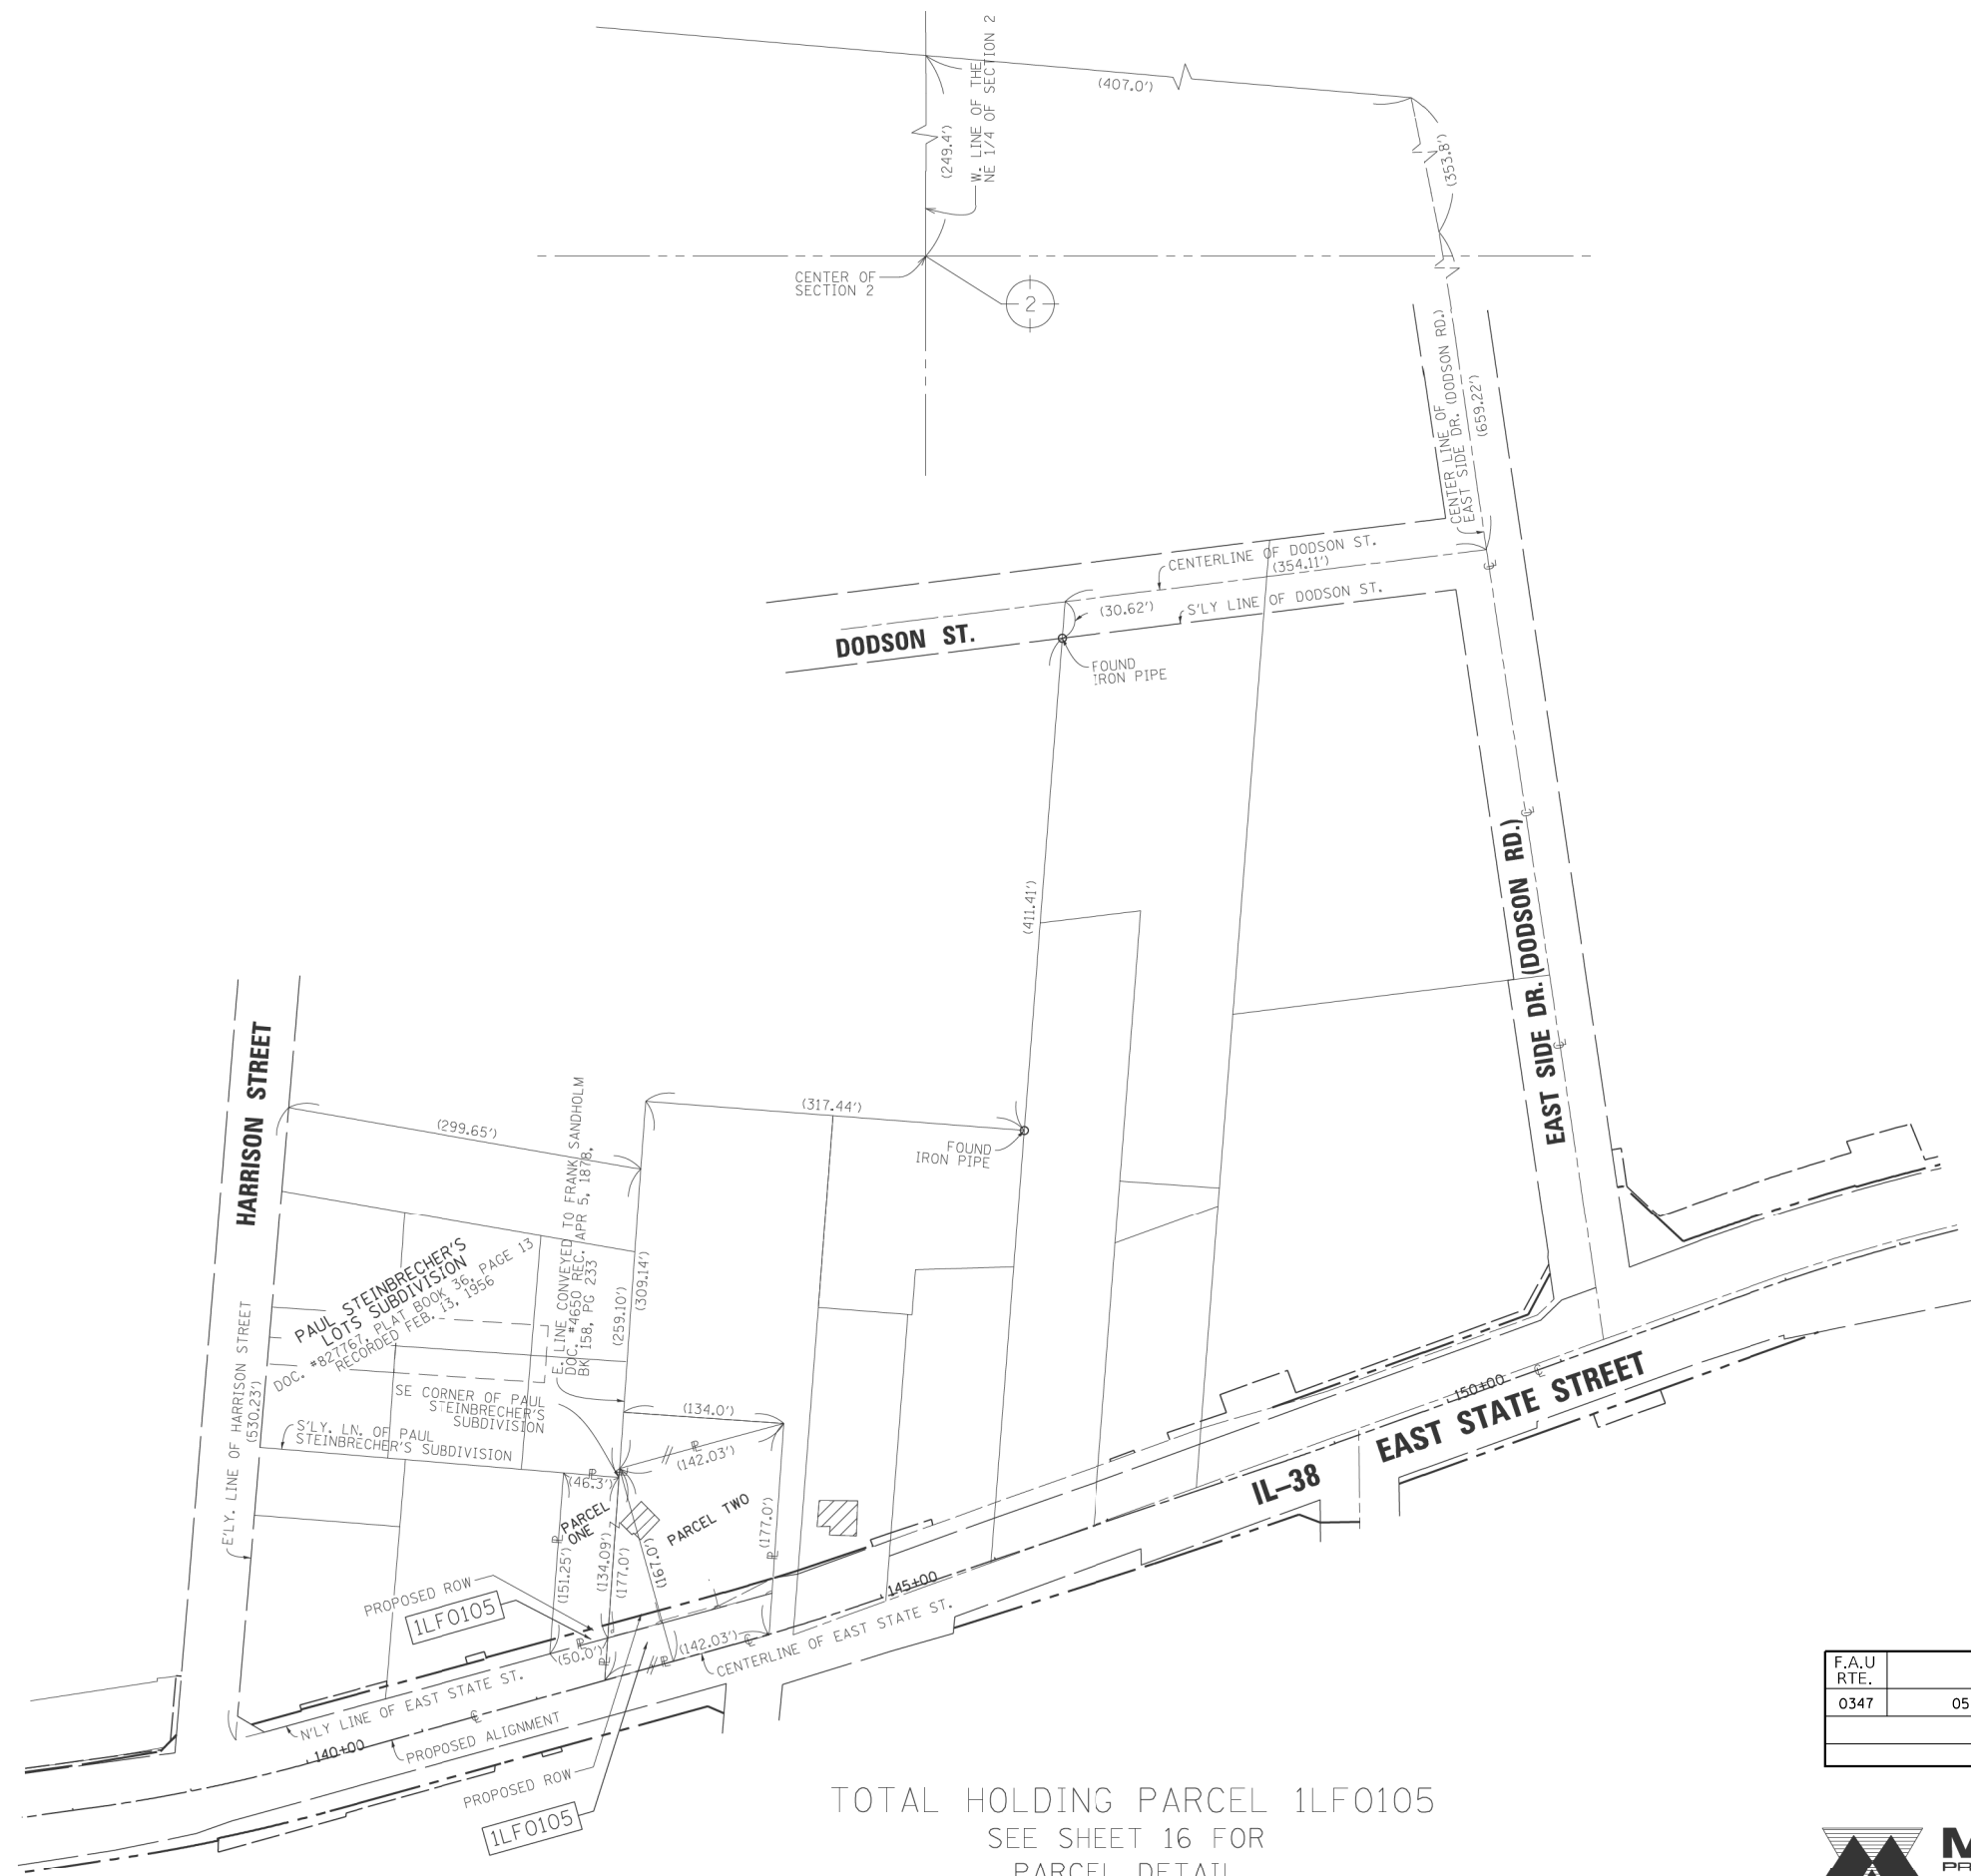 (407.0')
W. LINE OF THE
NE 1/4 OF SECTION 2
(249.4')
(353.8')
CENTER OF
SECTION 2
2
CENTER LINE OF
EAST SIDE DR. (DODSON RD.)
(659.22')
CENTERLINE OF DODSON ST.
(354.11')
(30.62')
S'LY LINE OF DODSON ST.
DODSON ST.
FOUND
IRON PIPE
(411.41')
EAST SIDE DR. (DODSON RD.)
HARRISON STREET
(299.65')
(317.44')
FOUND
IRON PIPE
E. LINE CONVEYED TO FRANK SANDHOLM
DOC. #4650 REC. APR 5, 1878.
BK 158, PG 233
(259.10')
(309.14')
PAUL STEINBRECHER'S
LOTS SUBDIVISION
DOC. #827767, PLAT BOOK 36, PAGE 13
RECORDED FEB. 13, 1956
E'LY. LINE OF HARRISON STREET
(530.23')
SE CORNER OF PAUL
STEINBRECHER'S
SUBDIVISION
S'LY. LN. OF PAUL
STEINBRECHER'S SUBDIVISION
(134.0')
(142.03')
(46.3')
PARCEL
ONE
PARCEL TWO
(151.25')
(134.09')
(177.0')
(167.0')
(177.0')
PROPOSED ROW
1LF0105
(50.0')
(142.03')
CENTERLINE OF EAST STATE ST.
145+00
150+00
IL-38
EAST STATE STREET
N'LY LINE OF EAST STATE ST.
140+00
PROPOSED ALIGNMENT
PROPOSED ROW
1LF0105
TOTAL HOLDING PARCEL 1LF0105
SEE SHEET 16 FOR
PARCEL DETAIL
F.A.U
RTE.
0347
05
M